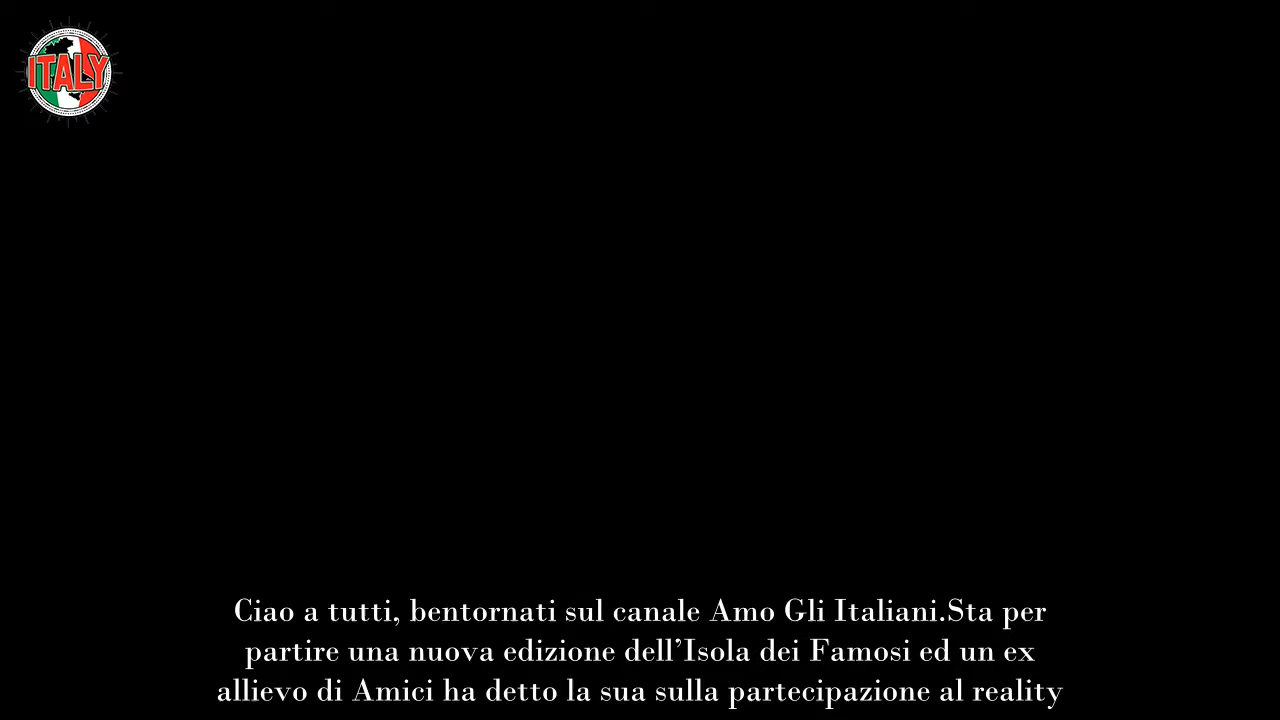 ITALY
Ciao a tutti, bentornati sul canale Amo Gli Italiani.Sta per
partire una nuova edizione dell’Isola dei Famosi ed un ex
allievo di Amici ha detto la sua sulla partecipazione al reality